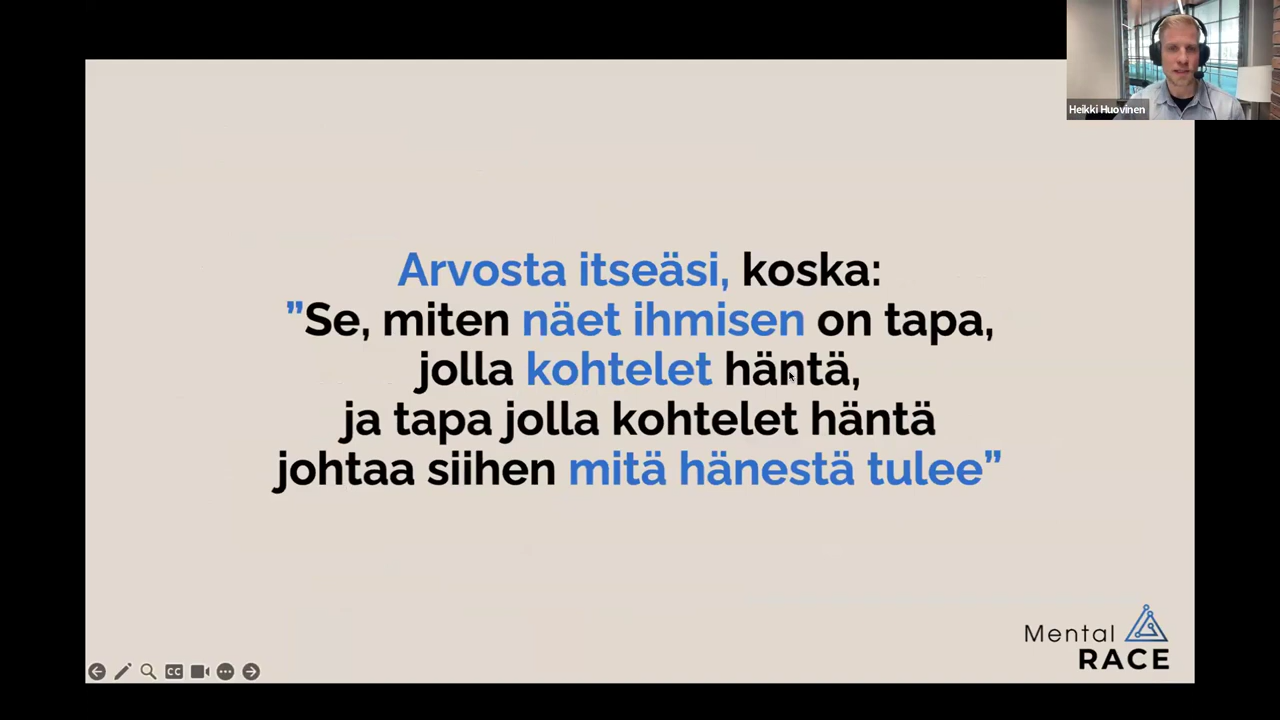 Heikki Huovinen
Arvosta itseäsi, koska:
”Se, miten näet ihmisen on tapa,
jolla kohtelet häntä,
ja tapa jolla kohtelet häntä
johtaa siihen mitä hänestä tulee”
Mental
RACE
CC